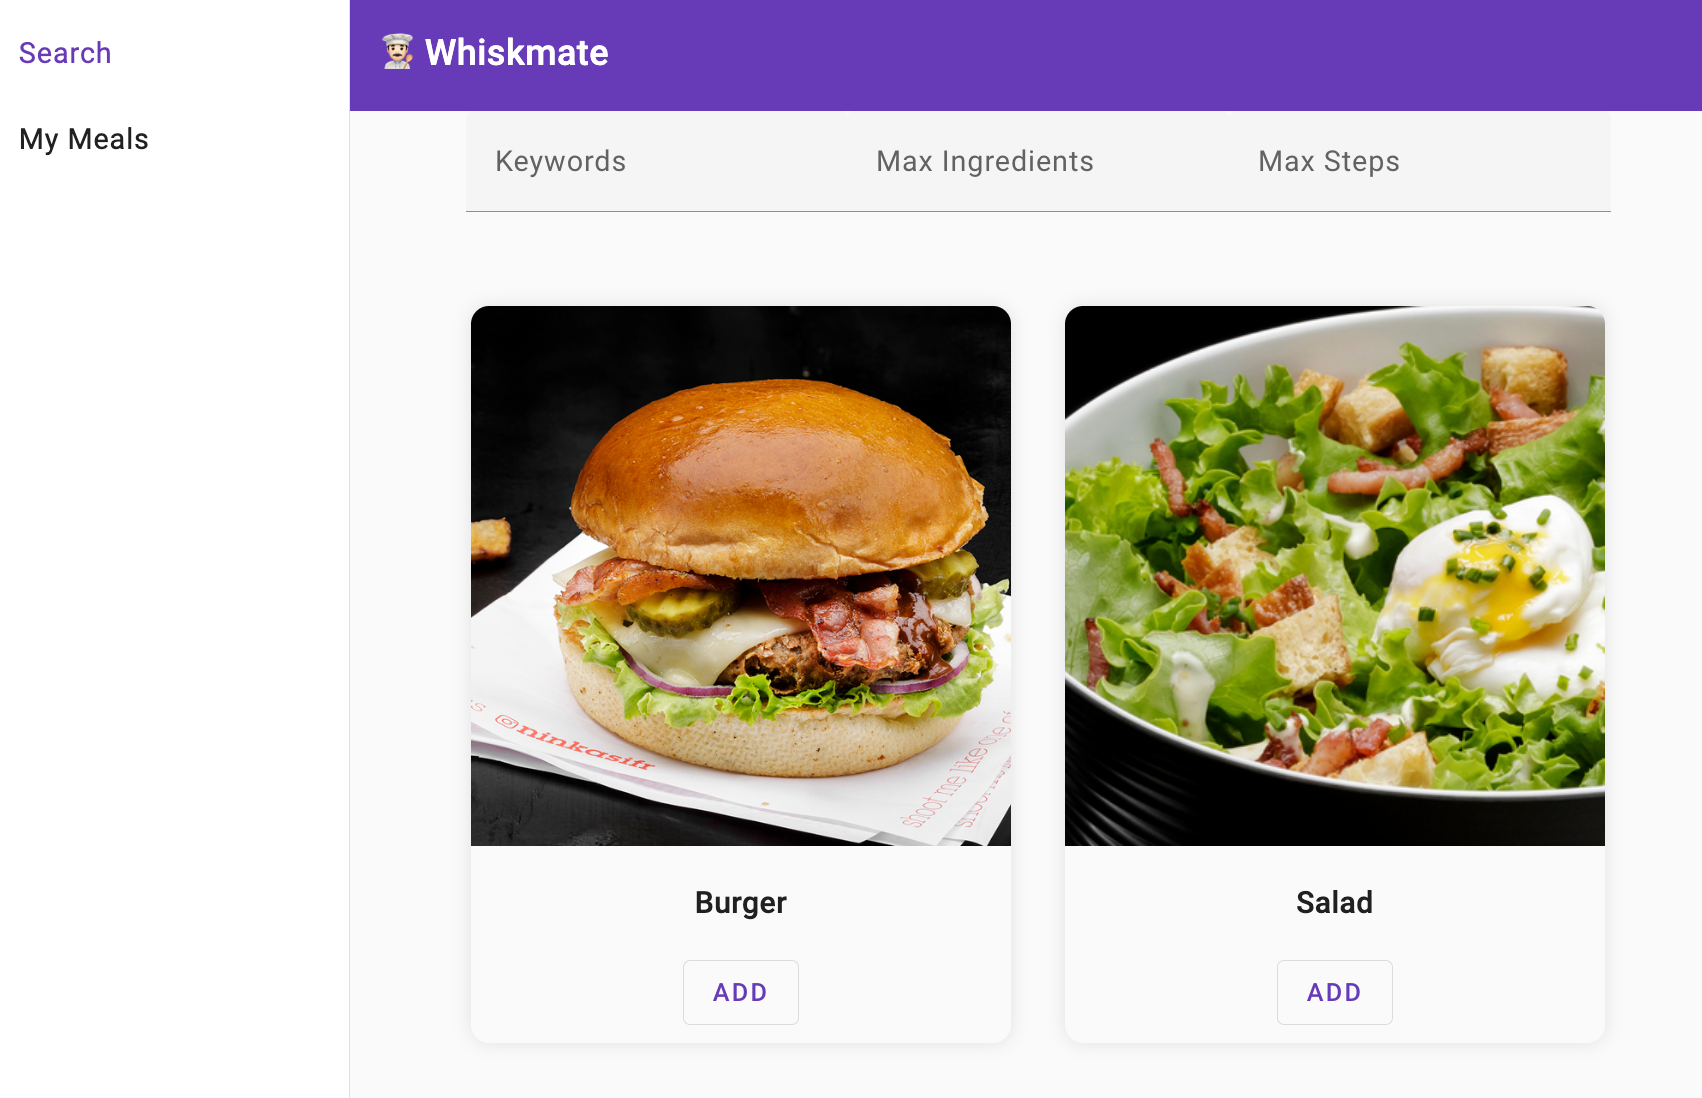 Search
My Meals
Whiskmate
Keywords
Max Ingredients
Max Steps
@ninkasifr
shoot me like one of
Burger
Salad
ADD
ADD